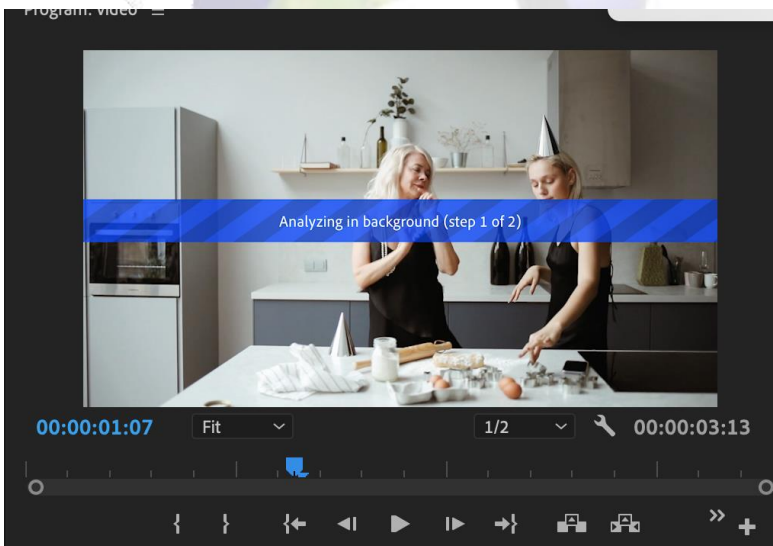 Program: video
Analyzing in background (step 1 of 2)
00:00:01:07 Fit 1/2 00:00:03:13